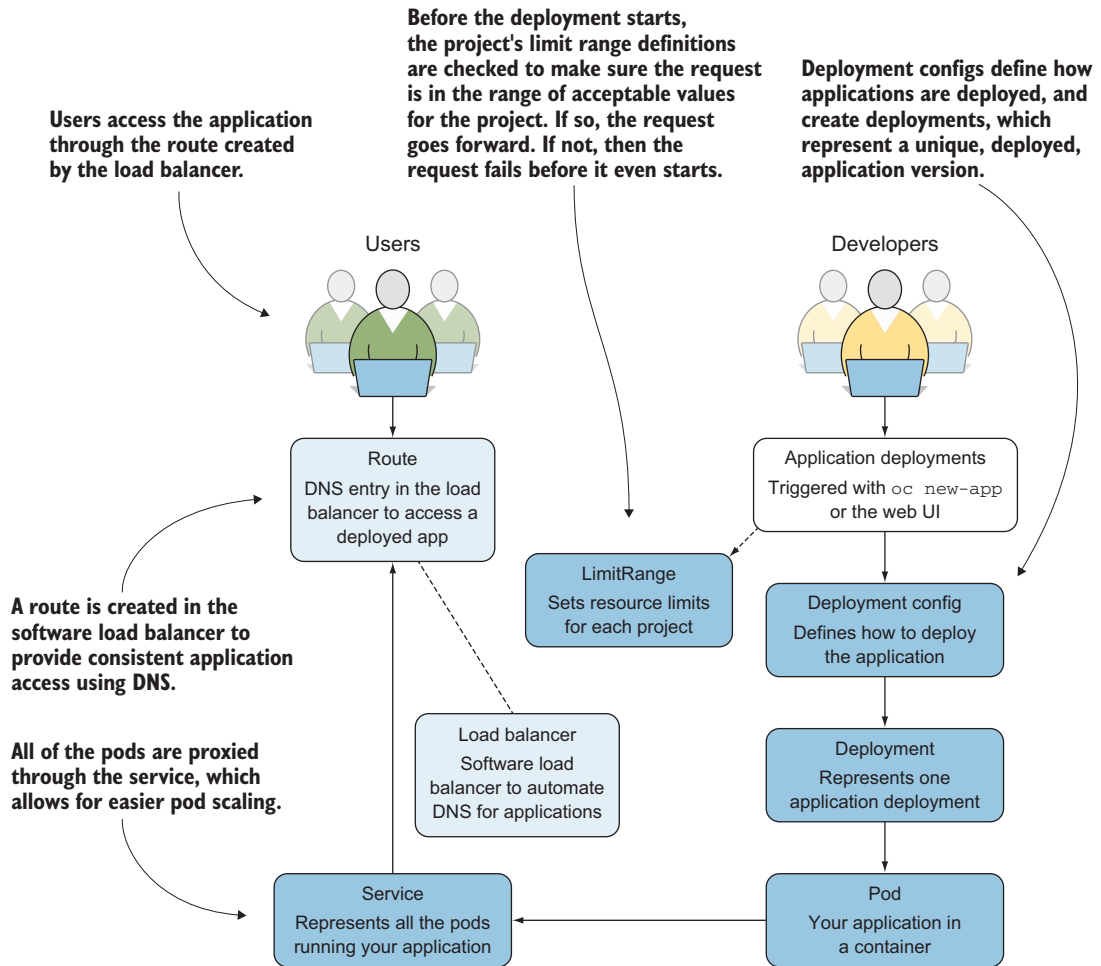 Before the deployment starts,
the project's limit range definitions
are checked to make sure the request
is in the range of acceptable values
for the project. If so, the request
goes forward. If not, then the
request fails before it even starts.
Deployment configs define how
applications are deployed, and
create deployments, which
represent a unique, deployed,
application version.
Users access the application
through the route created
by the load balancer.
Users
Developers
Route
DNS entry in the load
balancer to access a
deployed app
Application deployments
Triggered with oc new-app
or the web UI
LimitRange
Sets resource limits
for each project
Deployment config
Defines how to deploy
the application
A route is created in the
software load balancer to
provide consistent application
access using DNS.
Load balancer
Software load
balancer to automate
DNS for applications
Deployment
Represents one
application deployment
All of the pods are proxied
through the service, which
allows for easier pod scaling.
Service
Represents all the pods
running your application
Pod
Your application in
a container